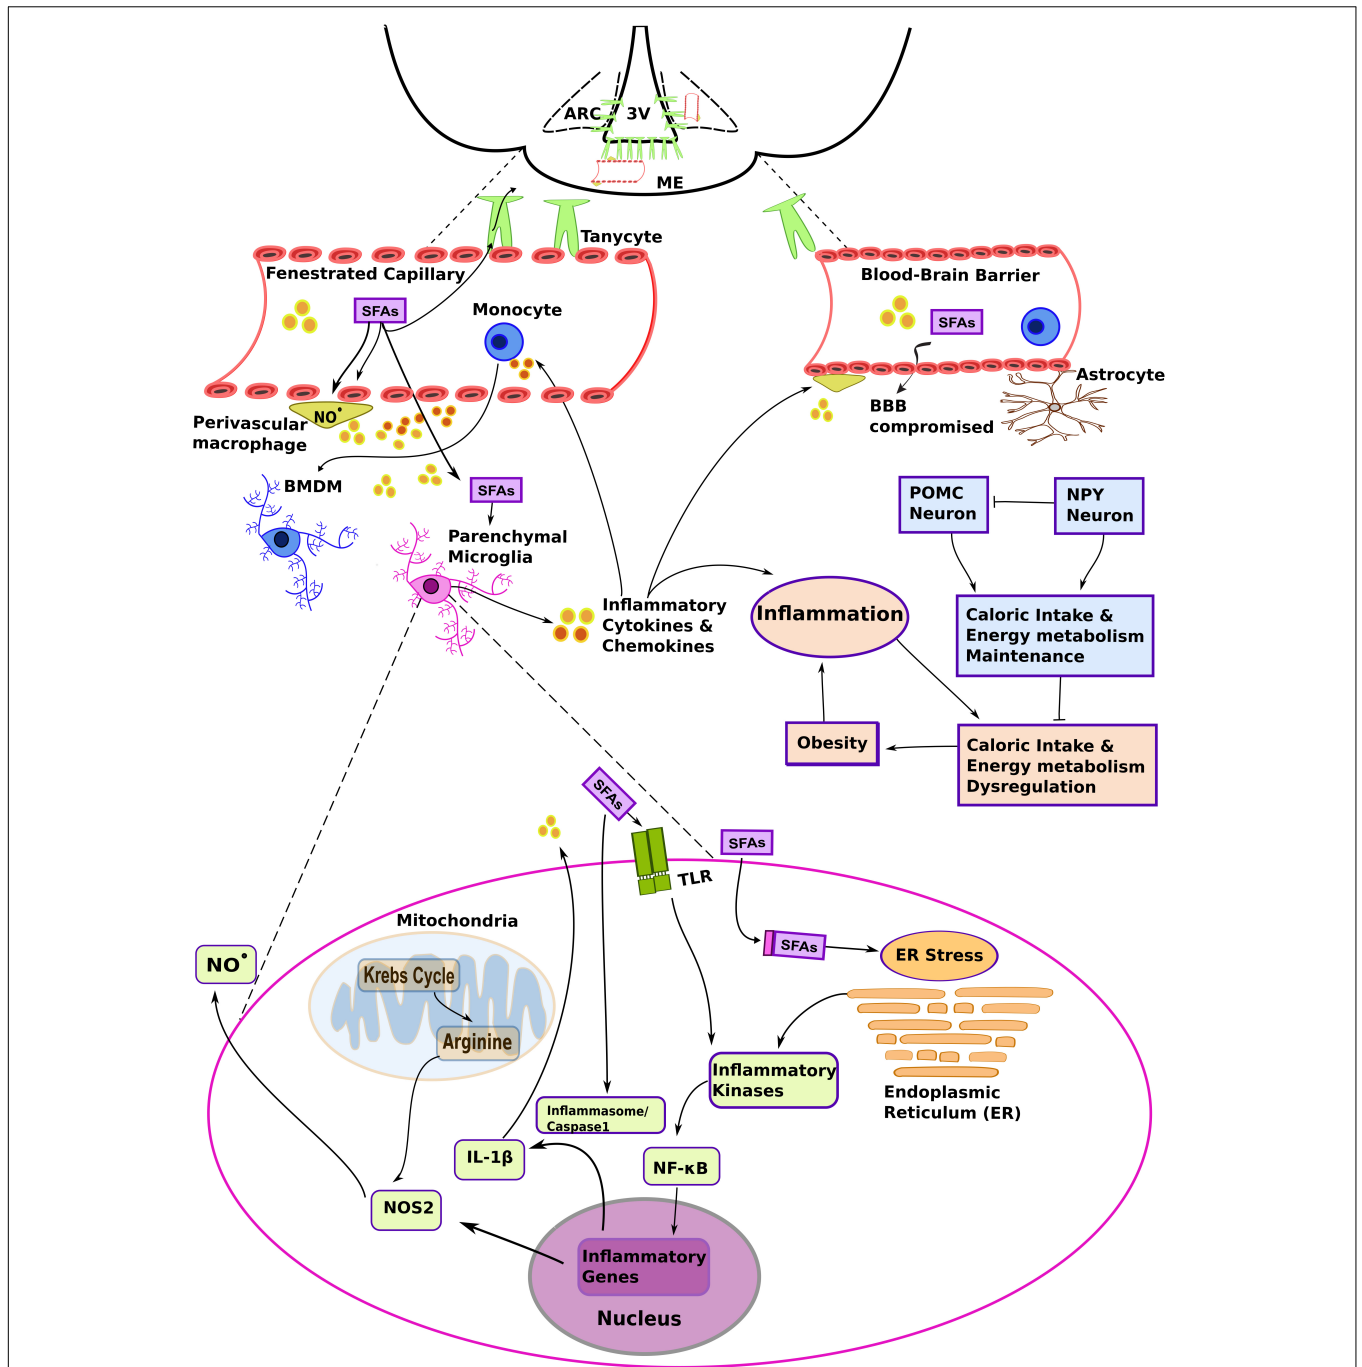 ARC
3V
ME
Tanycyte
Fenestrated Capillary
SFAs
Monocyte
Blood-Brain Barrier
SFAs
NO•
Perivascular
macrophage
BBB
compromised
Astrocyte
BMDM
SFAs
Parenchymal
Microglia
POMC
Neuron
NPY
Neuron
Inflammatory
Cytokines &
Chemokines
Inflammation
Caloric Intake &
Energy metabolism
Maintenance
Obesity
Caloric Intake &
Energy metabolism
Dysregulation
SFAs
TLR
SFAs
Mitochondria
NO•
Krebs Cycle
Arginine
SFAs
ER Stress
Inflammatory
Kinases
Endoplasmic
Reticulum (ER)
Inflammasome/
Caspase1
IL-1β
NF-κB
NOS2
Inflammatory
Genes
Nucleus